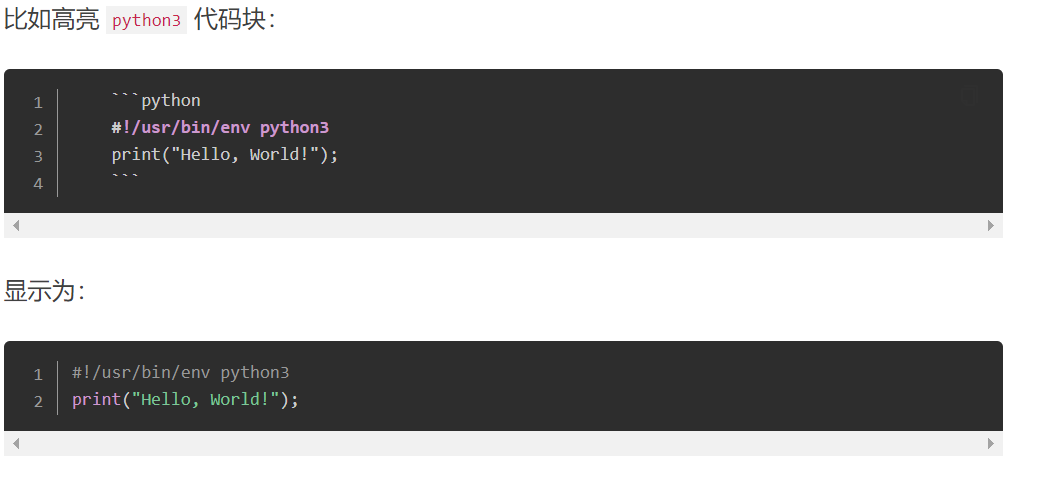 比如高亮 python3 代码块：
1 ```python
2 #!/usr/bin/env python3
3 print("Hello, World!");
4 ```
显示为：
1 #!/usr/bin/env python3
2 print("Hello, World!");